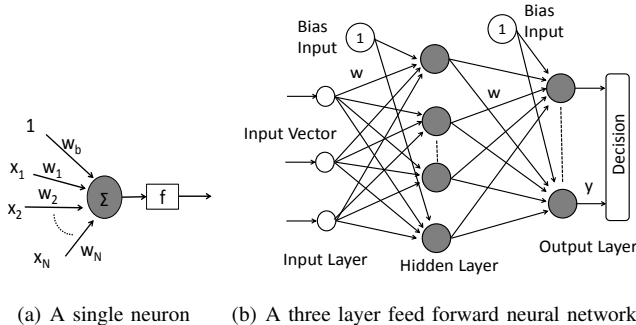 1
w_b
x_1
w_1
x_2
w_2
x_N
w_N
Σ
f
Bias
Input
1
w
Input Vector
Input Layer
Hidden Layer
1
Bias
Input
w
y
Output Layer
Decision
(a) A single neuron
(b) A three layer feed forward neural network